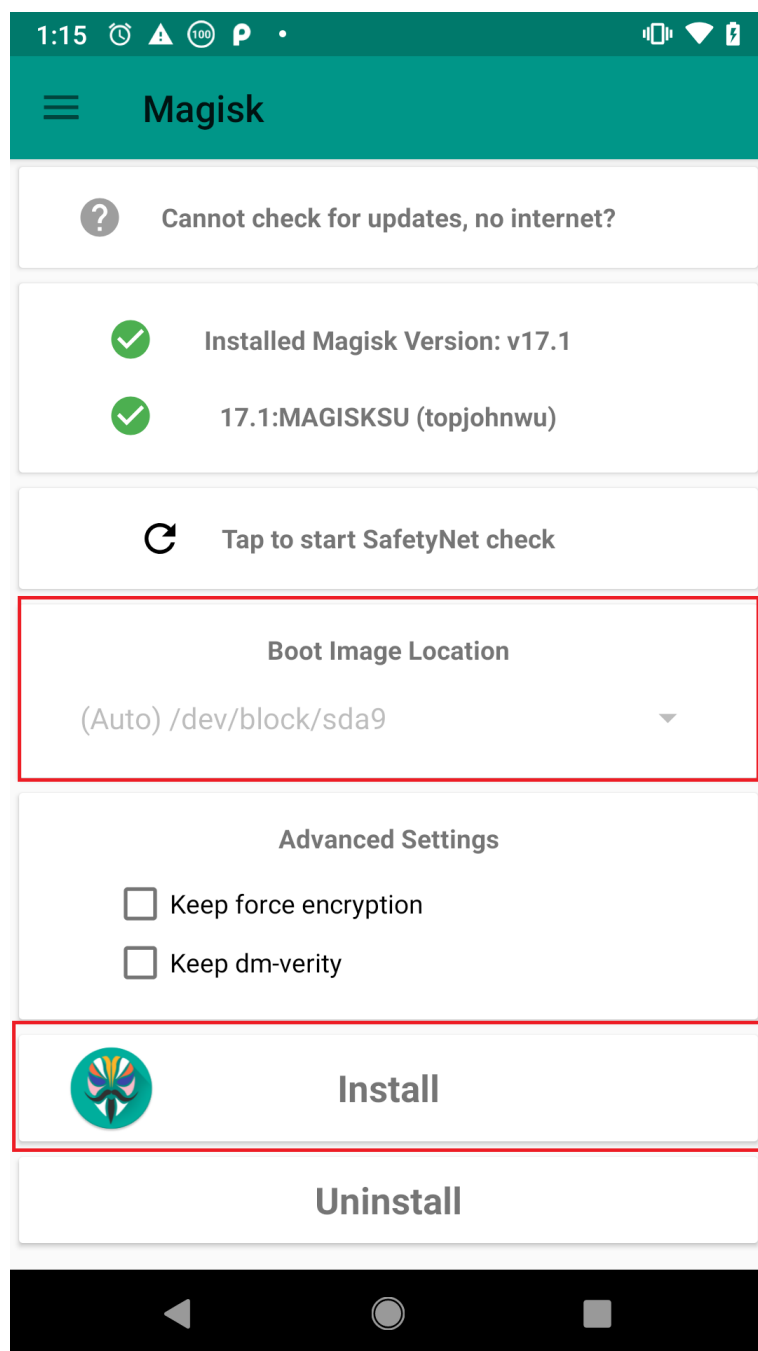 1:15 100
Magisk
Cannot check for updates, no internet?
Installed Magisk Version: v17.1
17.1:MAGISKSU (topjohnwu)
Tap to start SafetyNet check
Boot Image Location
(Auto) /dev/block/sda9
Advanced Settings
Keep force encryption
Keep dm-verity
Install
Uninstall